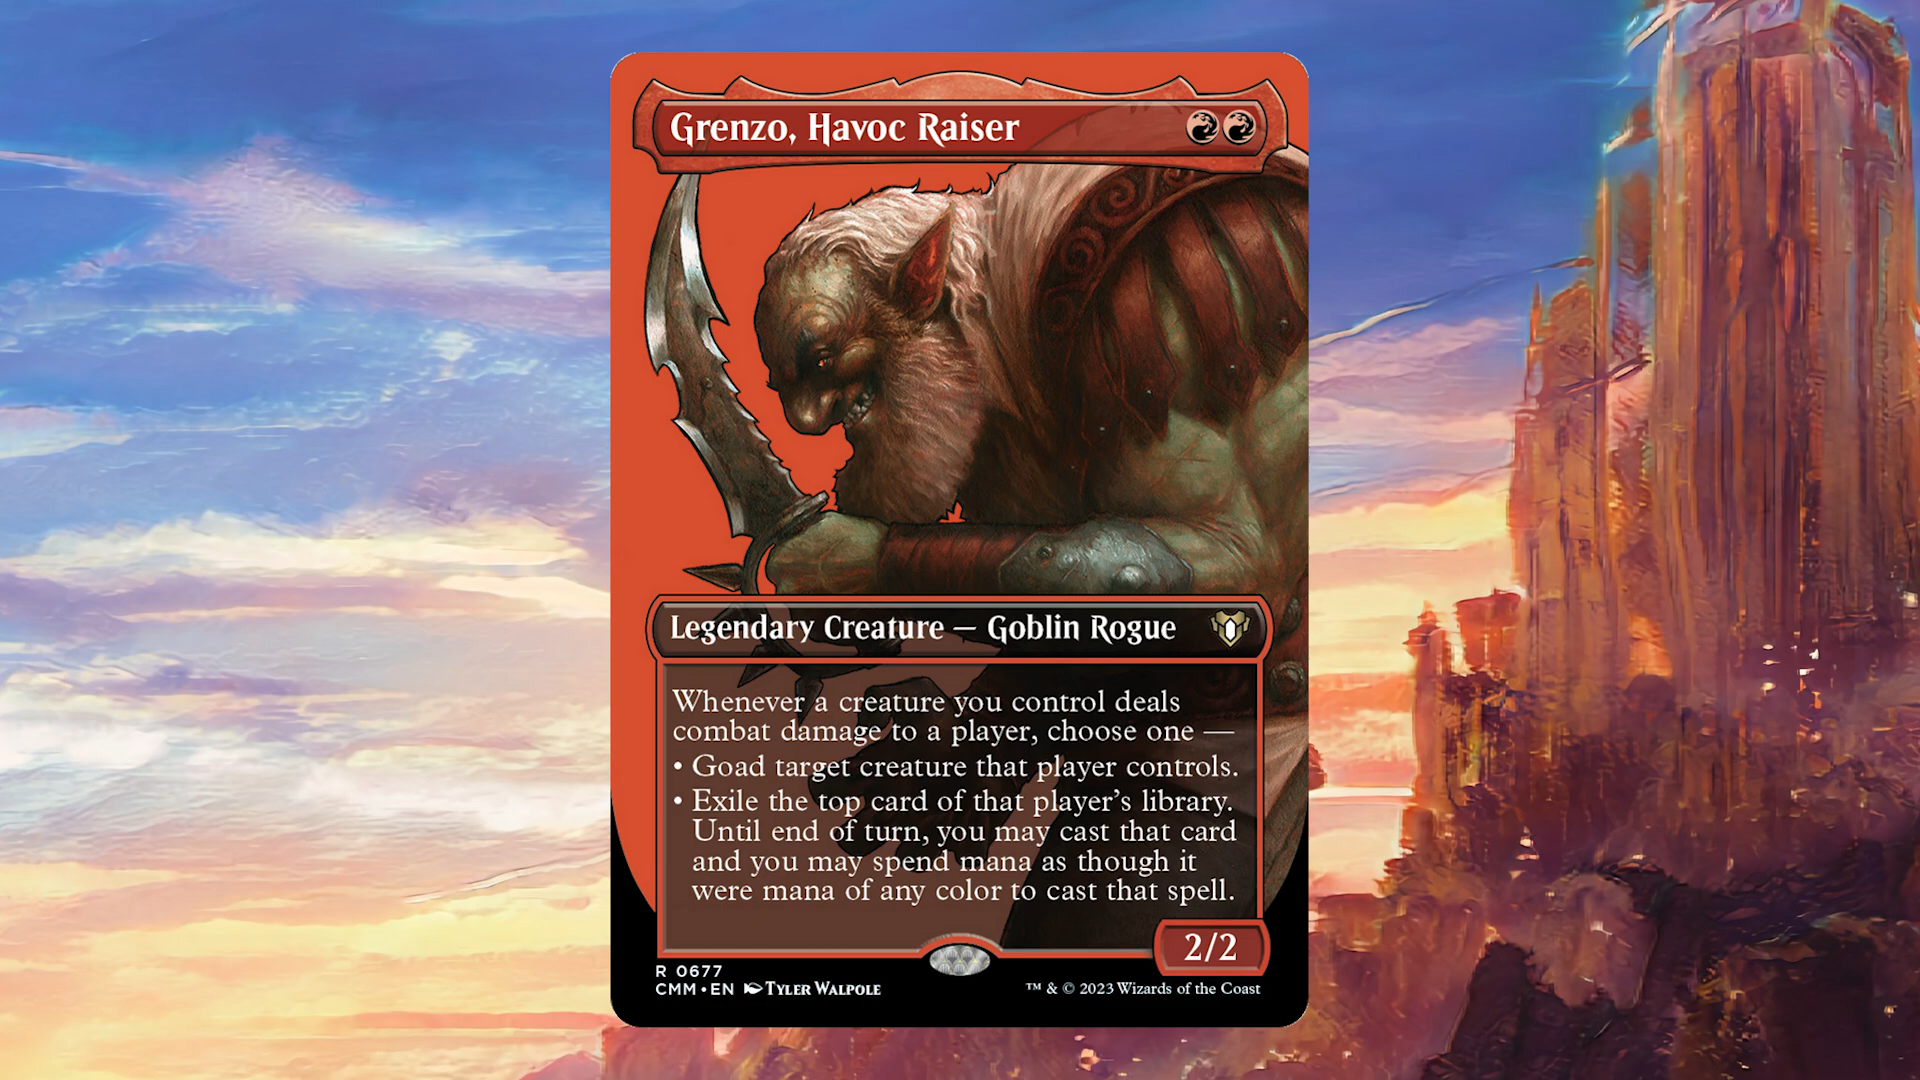 Grenzo, Havoc Raiser
Legendary Creature — Goblin Rogue
Whenever a creature you control deals
combat damage to a player, choose one —
• Goad target creature that player controls.
• Exile the top card of that player's library.
Until end of turn, you may cast that card
and you may spend mana as though it
were mana of any color to cast that spell.
2/2
R 0677
CMM • EN Tyler Walpole
™ & © 2023 Wizards of the Coast